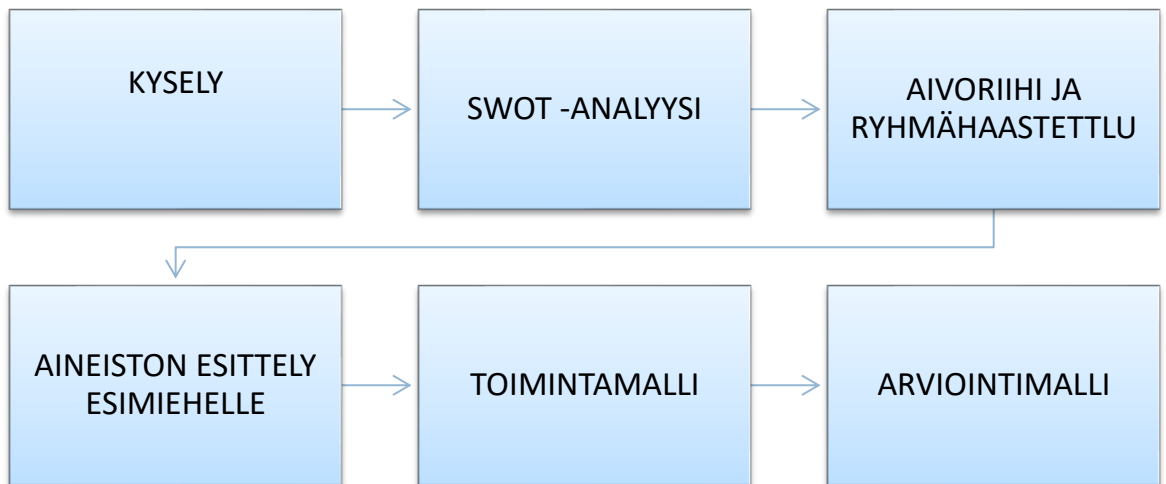 KYSELY
SWOT -ANALYYSI
AIVORIIHI JA
RYHMÄHAASTETTLU
AINEISTON ESITTELY
ESIMIEHELLE
TOIMINTAMALLI
ARVIOINTIMALLI